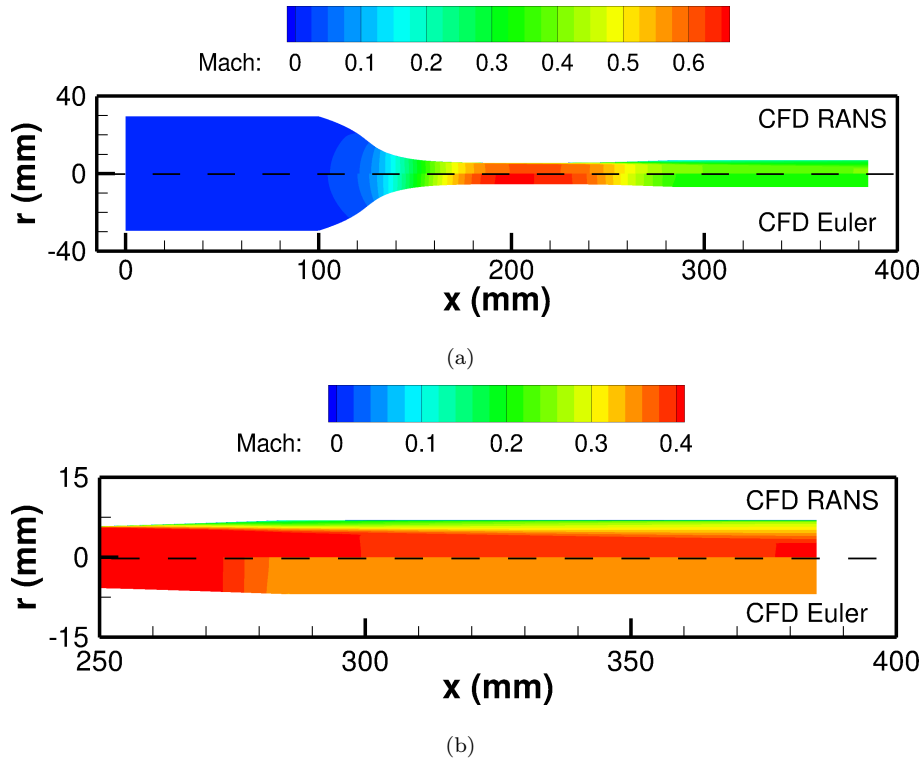 Mach: 0 0.1 0.2 0.3 0.4 0.5 0.6
40
CFD RANS
r (mm)
0
CFD Euler
-40
0 100 200 300 400
x (mm)
(a)
Mach: 0 0.1 0.2 0.3 0.4
15
CFD RANS
r (mm)
0
CFD Euler
-15
250 300 350 400
x (mm)
(b)